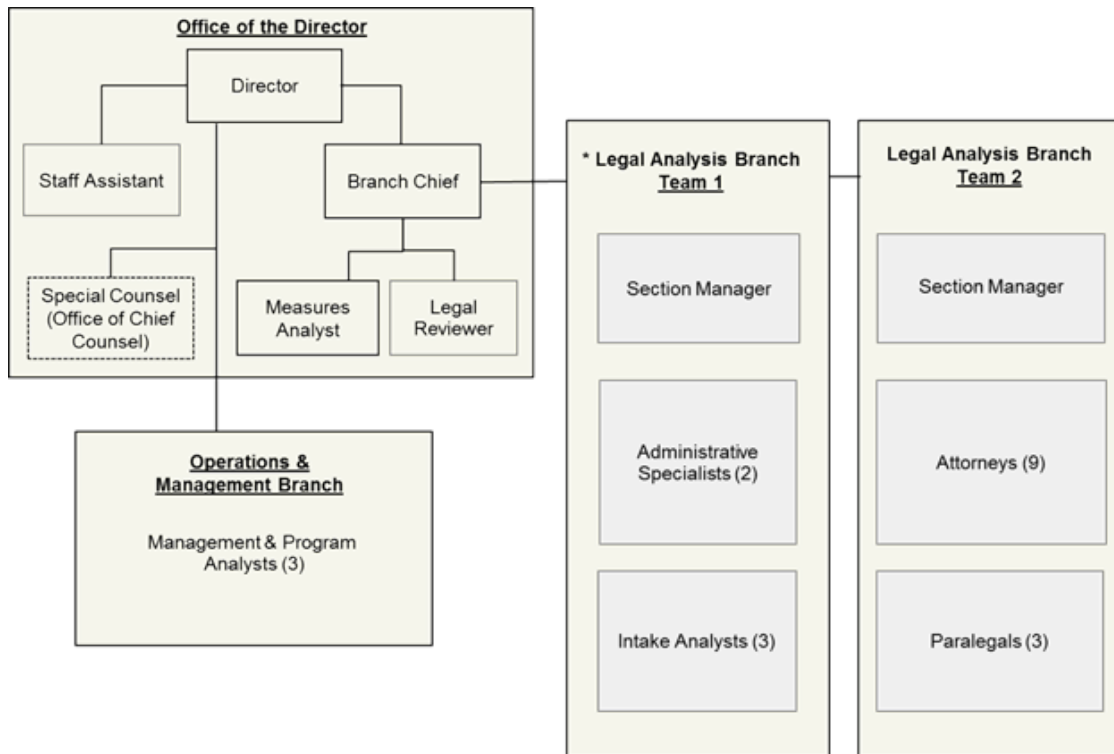 Office of the Director
Director
Staff Assistant
Branch Chief
Special Counsel
(Office of Chief
Counsel)
Measures
Analyst
Legal
Reviewer
Operations &
Management Branch
Management & Program
Analysts (3)
* Legal Analysis Branch
Team 1
Section Manager
Administrative
Specialists (2)
Intake Analysts (3)
Legal Analysis Branch
Team 2
Section Manager
Attorneys (9)
Paralegals (3)